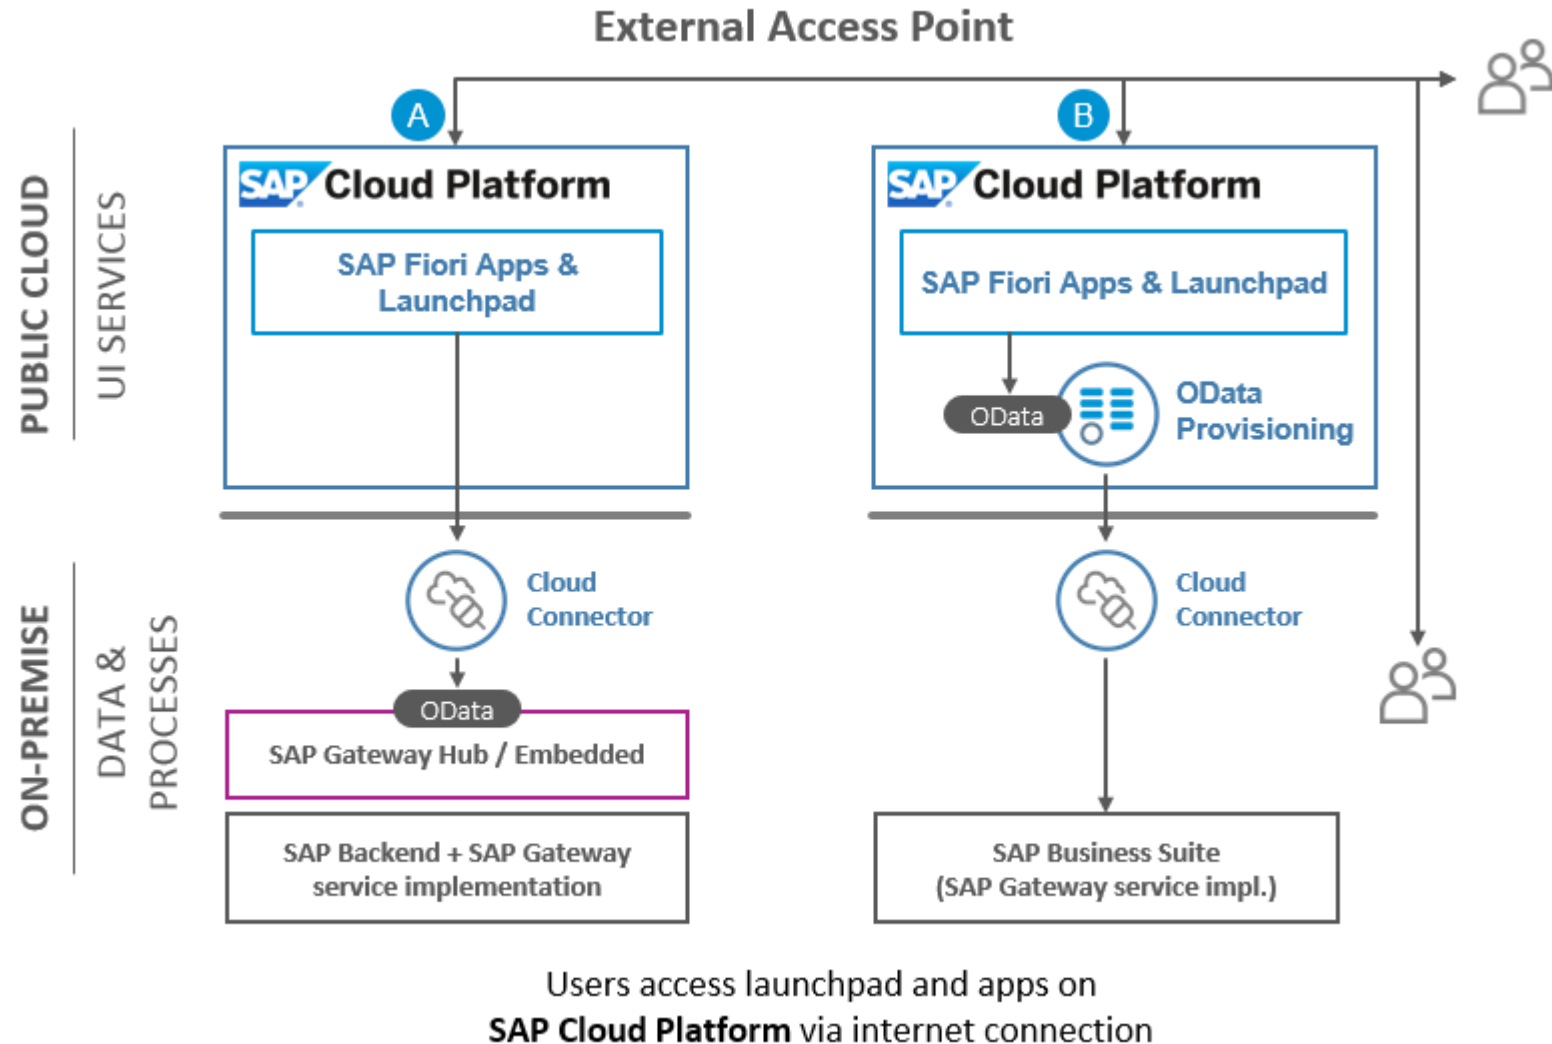 External Access Point
A
B
PUBLIC CLOUD
UI SERVICES
SAP Cloud Platform
SAP Fiori Apps &
Launchpad
SAP Cloud Platform
SAP Fiori Apps & Launchpad
OData
OData
Provisioning
ON-PREMISE
DATA &
PROCESSES
Cloud
Connector
OData
SAP Gateway Hub / Embedded
SAP Backend + SAP Gateway
service implementation
Cloud
Connector
SAP Business Suite
(SAP Gateway service impl.)
Users access launchpad and apps on
SAP Cloud Platform via internet connection